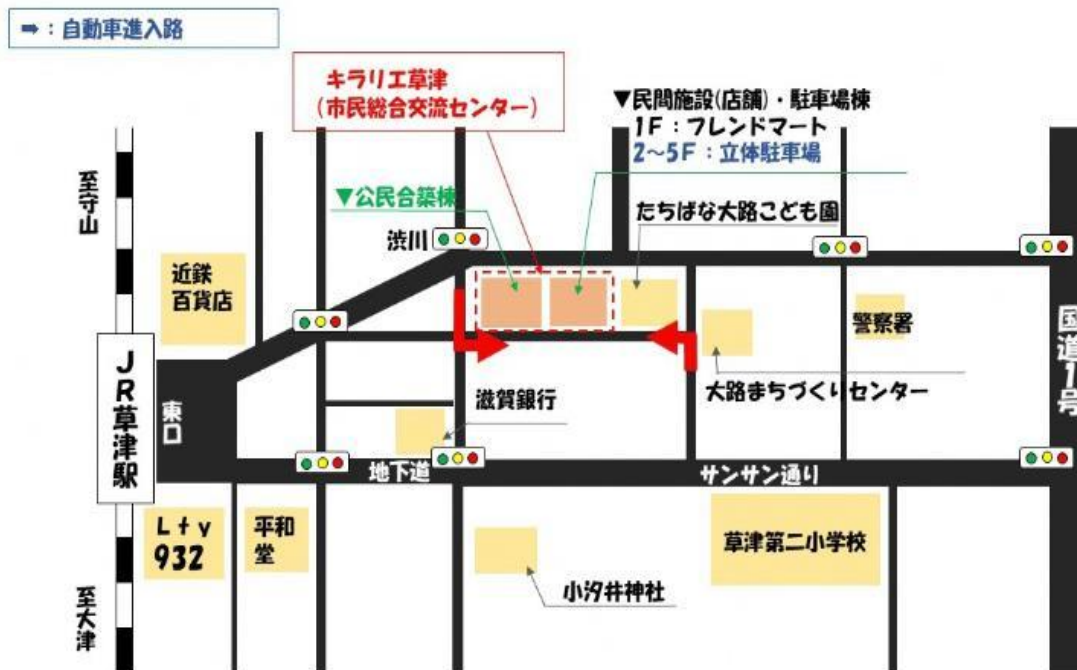 ➡：自動車進入路
キラリエ草津
(市民総合交流センター)
▼民間施設(店舗)・駐車場棟
1F：フレンドマート
2～5F：立体駐車場
至守山
▼公民合築棟
たちばな大路こども園
渋川
近鉄
百貨店
警察署
国道1号
JR草津駅
東口
滋賀銀行
大路まちづくりセンター
地下道
サンサン通り
Lty
932
平和
堂
草津第二小学校
小汐井神社
至大津